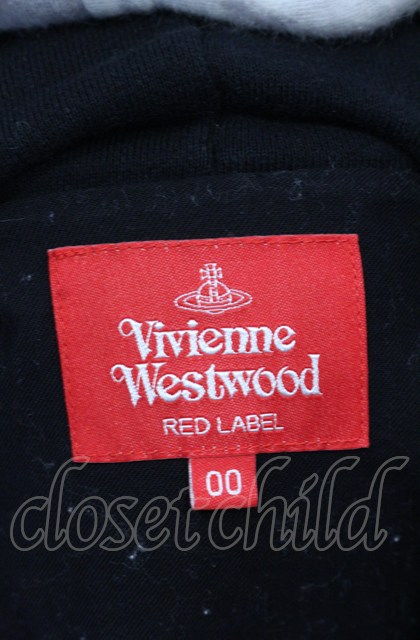 Vivienne
Westwood
RED LABEL
00
closet child